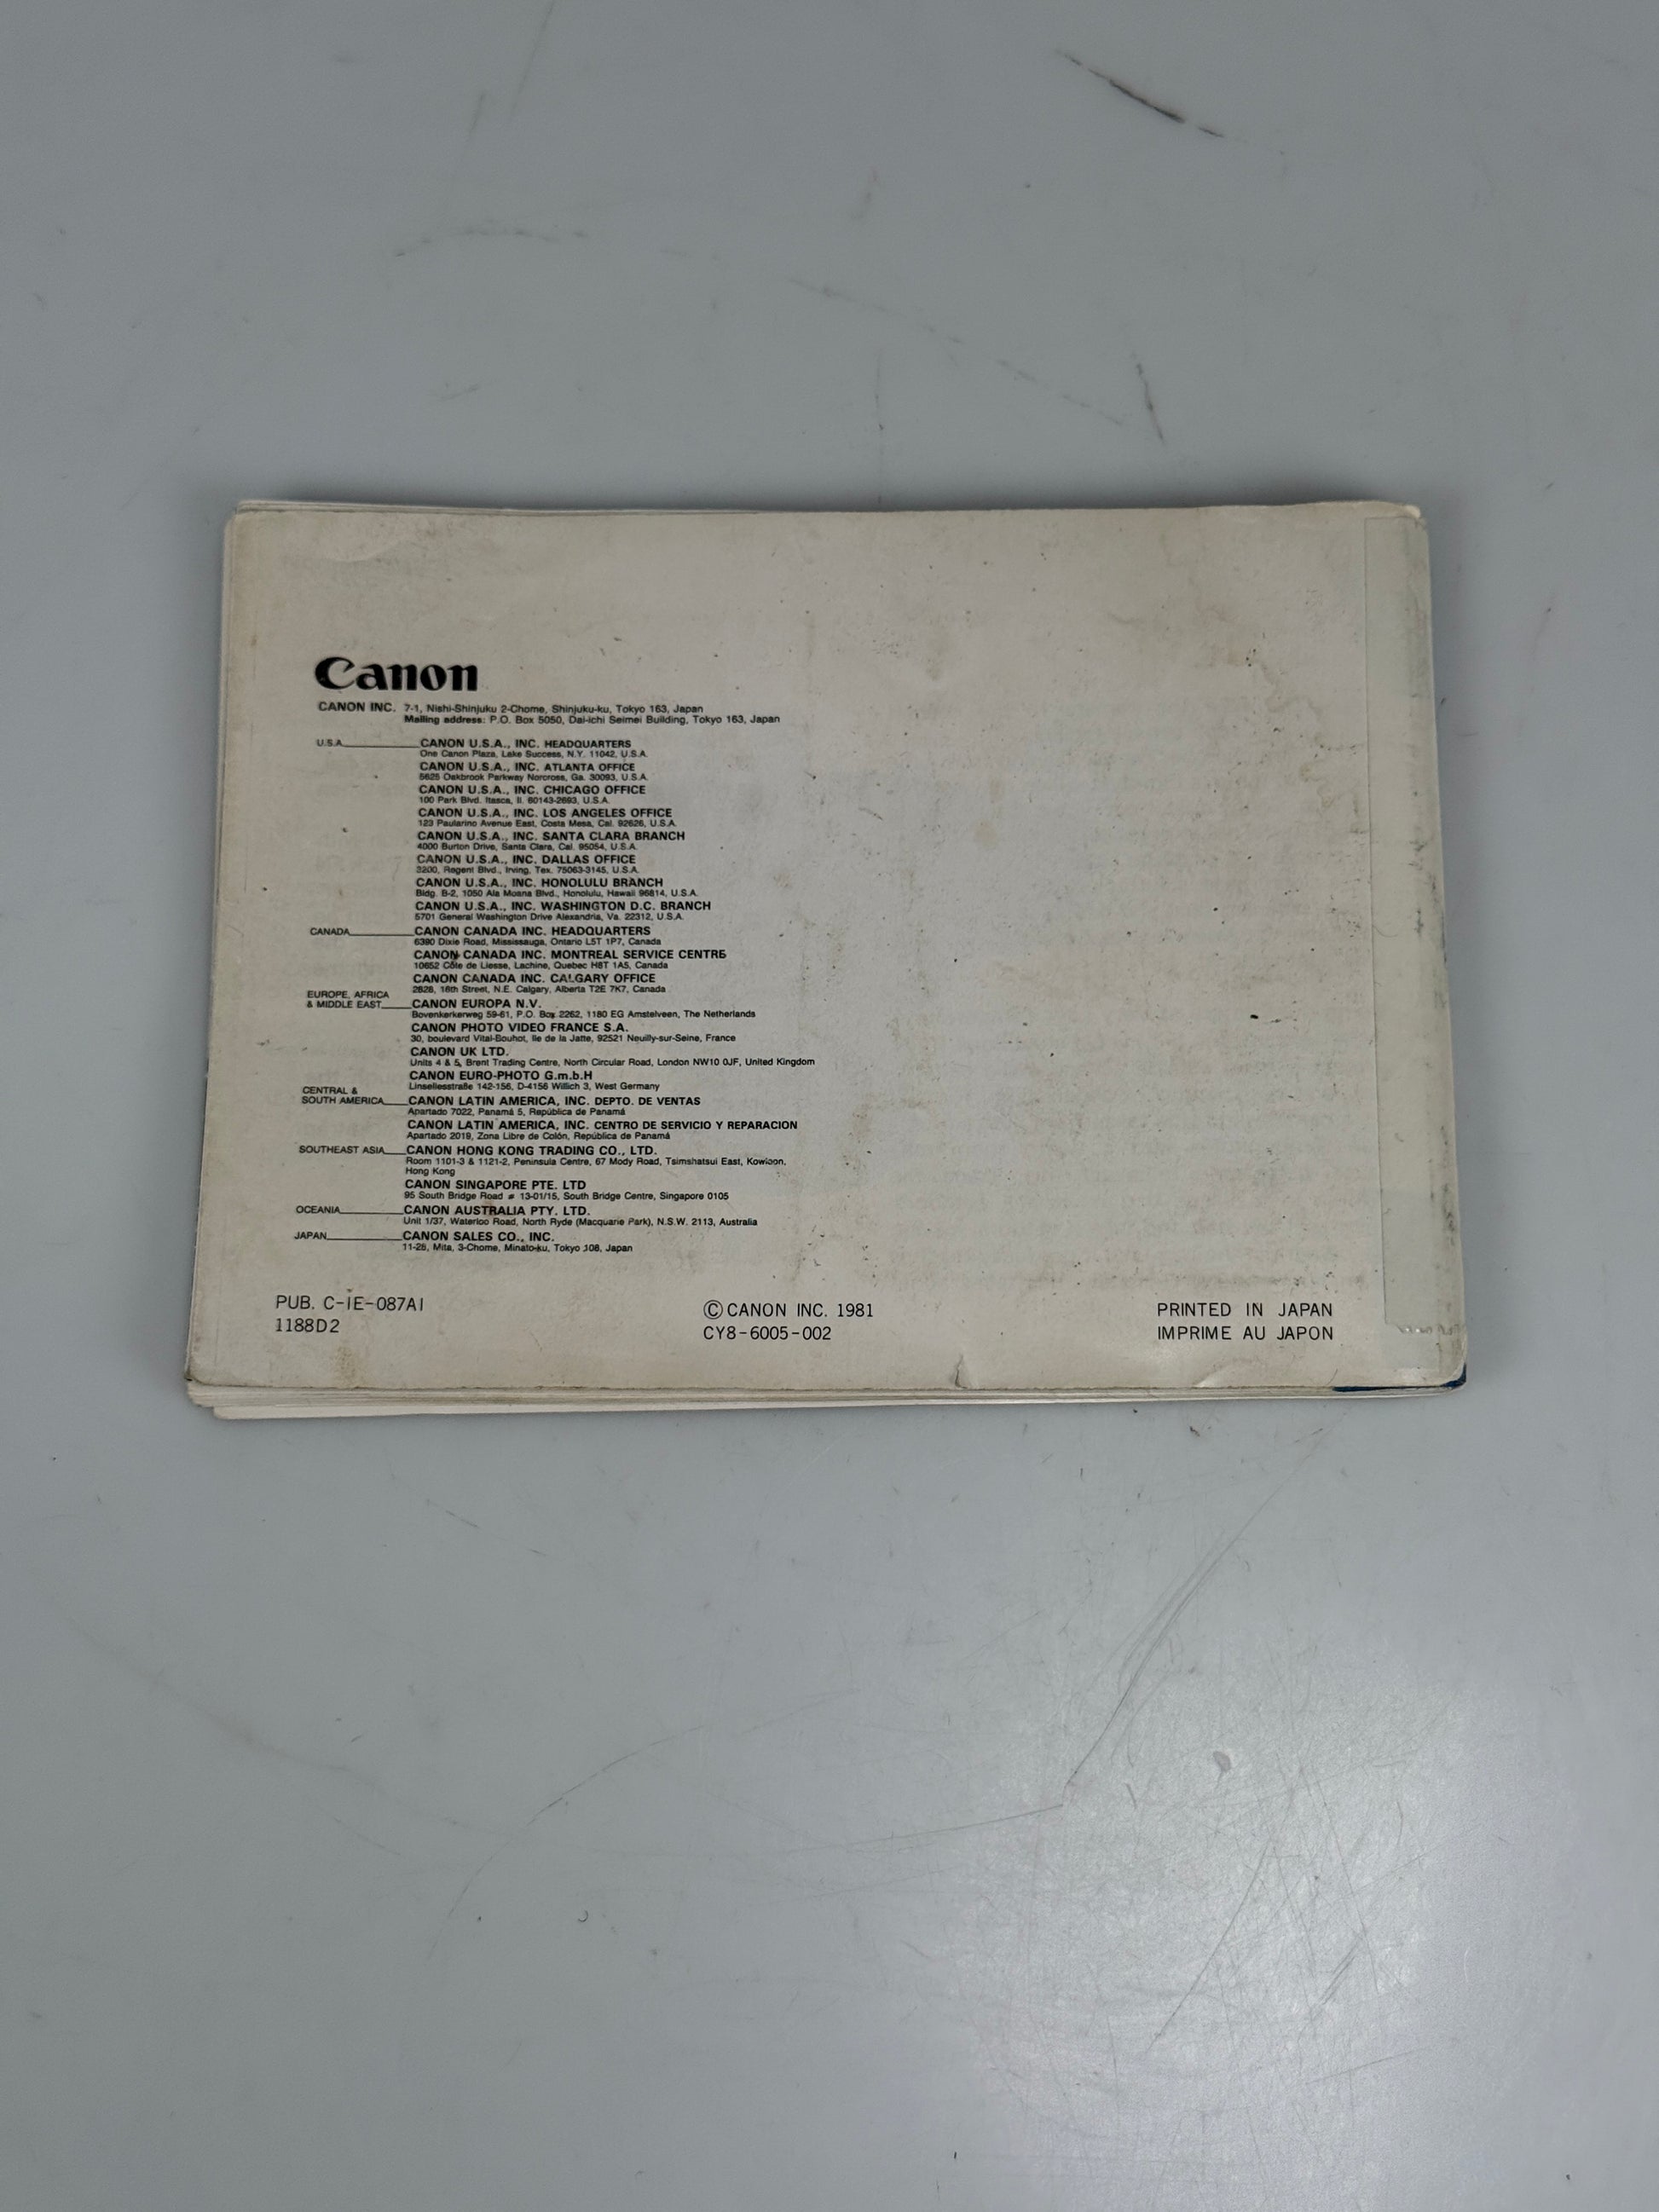 Canon
CANON INC. 7-1, Nishi-Shinjuku 2-Chome, Shinjuku-ku, Tokyo 163, Japan
Mailing address: P.O. Box 5050, Dai-ichi Seimei Building, Tokyo 163, Japan
U.S.A. CANON U.S.A., INC. HEADQUARTERS
One Canon Plaza, Lake Success, N.Y. 11042, U.S.A.
CANON U.S.A., INC. ATLANTA OFFICE
5625 Oakbrook Parkway Norcross, Ga. 30093, U.S.A.
CANON U.S.A., INC. CHICAGO OFFICE
100 Park Blvd. Itasca, Il. 60143-2693, U.S.A.
CANON U.S.A., INC. LOS ANGELES OFFICE
123 Paularino Avenue East, Costa Mesa, Cal. 92626, U.S.A.
CANON U.S.A., INC. SANTA CLARA BRANCH
4000 Burton Drive, Santa Clara, Cal. 95054, U.S.A.
CANON U.S.A., INC. DALLAS OFFICE
3200, Regent Blvd., Irving, Tex. 75063-3145, U.S.A.
CANON U.S.A., INC. HONOLULU BRANCH
Bldg. B-2, 1050 Ala Moana Blvd., Honolulu, Hawaii 96814, U.S.A.
CANON U.S.A., INC. WASHINGTON D.C. BRANCH
5701 General Washington Drive Alexandria, Va. 22312, U.S.A.
CANADA CANON CANADA INC. HEADQUARTERS
6390 Dixie Road, Mississauga, Ontario L5T 1P7, Canada
CANON CANADA INC. MONTREAL SERVICE CENTRE
10652 Côte de Liesse, Lachine, Quebec H8T 1A5, Canada
CANON CANADA INC. CALGARY OFFICE
2828, 16th Street, N.E. Calgary, Alberta T2E 7K7, Canada
EUROPE, AFRICA
& MIDDLE EAST CANON EUROPA N.V.
Bovenkerkerweg 59-61, P.O. Box 2262, 1180 EG Amstelveen, The Netherlands
CANON PHOTO VIDEO FRANCE S.A.
30, boulevard Vital-Bouhot, Ile de la Jatte, 92521 Neuilly-sur-Seine, France
CANON UK LTD.
Units 4 & 5, Brent Trading Centre, North Circular Road, London NW10 0JF, United Kingdom
CANON EURO-PHOTO G.m.b.H
Linsellesstraße 142-156, D-4156 Willich 3, West Germany
CENTRAL &
SOUTH AMERICA CANON LATIN AMERICA, INC. DEPTO. DE VENTAS
Apartado 7022, Panamá 5, República de Panamá
CANON LATIN AMERICA, INC. CENTRO DE SERVICIO Y REPARACION
Apartado 2019, Zona Libre de Colón, República de Panamá
SOUTHEAST ASIA CANON HONG KONG TRADING CO., LTD.
Room 1101-3 & 1121-2, Peninsula Centre, 67 Mody Road, Tsimshatsui East, Kowloon,
Hong Kong
CANON SINGAPORE PTE. LTD
95 South Bridge Road # 13-01/15, South Bridge Centre, Singapore 0105
OCEANIA CANON AUSTRALIA PTY. LTD.
Unit 1/37, Waterloo Road, North Ryde (Macquarie Park), N.S.W. 2113, Australia
JAPAN CANON SALES CO., INC.
11-28, Mita, 3-Chome, Minato-ku, Tokyo 108, Japan
PUB. C-IE-087AI
1188D2
© CANON INC. 1981
CY8-6005-002
PRINTED IN JAPAN
IMPRIME AU JAPON